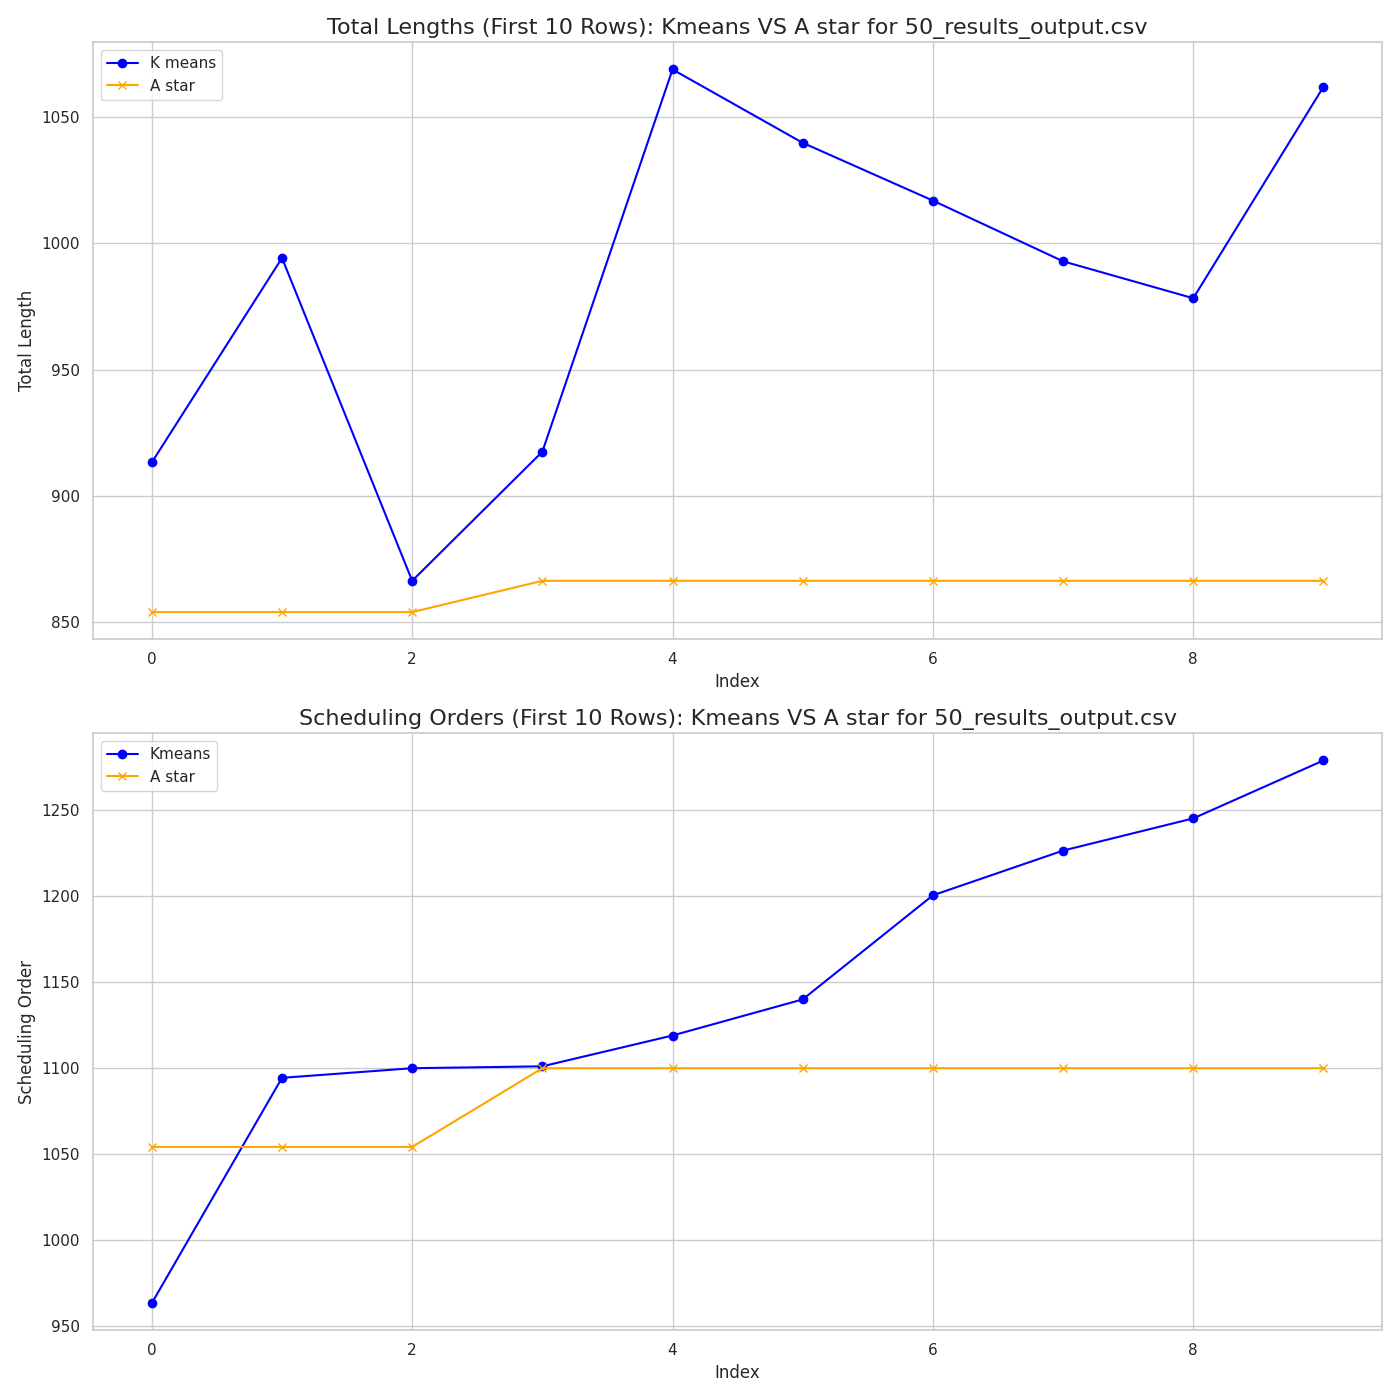 Total Lengths (First 10 Rows): Kmeans VS A star for 50_results_output.csv
K means
A star
1050
1000
950
900
850
Total Length
0 2 4 6 8
Index
Scheduling Orders (First 10 Rows): Kmeans VS A star for 50_results_output.csv
Kmeans
A star
1250
1200
1150
1100
1050
1000
950
Scheduling Order
0 2 4 6 8
Index